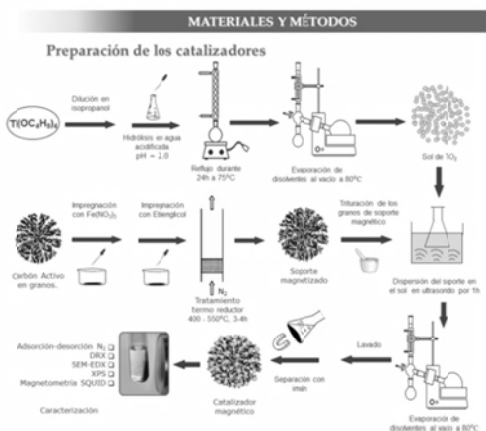 MATERIALES Y MÉTODOS
Preparación de los catalizadores
Dilución en
isopropanol
Ti(OC₄H₉)₄
Hidrólisis en agua
acidificada
pH = 1.0
Reflujo durante
24h a 75°C
Evaporación de
disolventes al vacío a 80°C
Sol de TiO₂
Impregnación
con Fe(NO₃)₃
Impregnación
con Etienglicol
Trituración de los
granos de soporte
magnético
Carbón Activo
en granos.
N₂
Tratamiento
termo reductor
400 - 550°C, 3-4h
Soporte
magnetizado
Dispersión del soporte en
el sol en ultrasonido por 1h
Adsorción-desorción N₂
DRX
SEM-EDX
XPS
Magnetometría SQUID
Caracterización
Catalizador
magnético
Separación con
imán
Lavado
Evaporación de
disolventes al vacío a 80°C